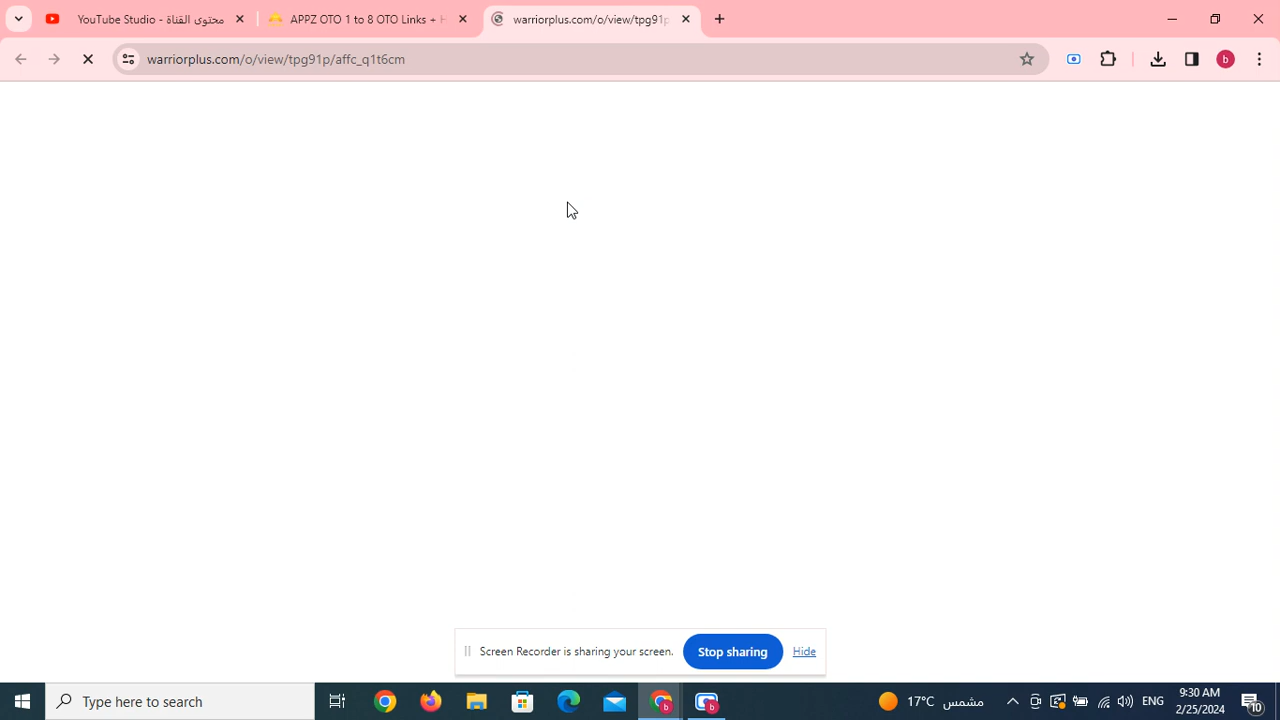 YouTube Studio - محتوى القناة
APPZ OTO 1 to 8 OTO Links + H
warriorplus.com/o/view/tpg91p
warriorplus.com/o/view/tpg91p/affc_q1t6cm
b
Screen Recorder is sharing your screen.
Stop sharing
Hide
Type here to search
b
b
17°C
مشمس
ENG
9:30 AM
2/25/2024
10